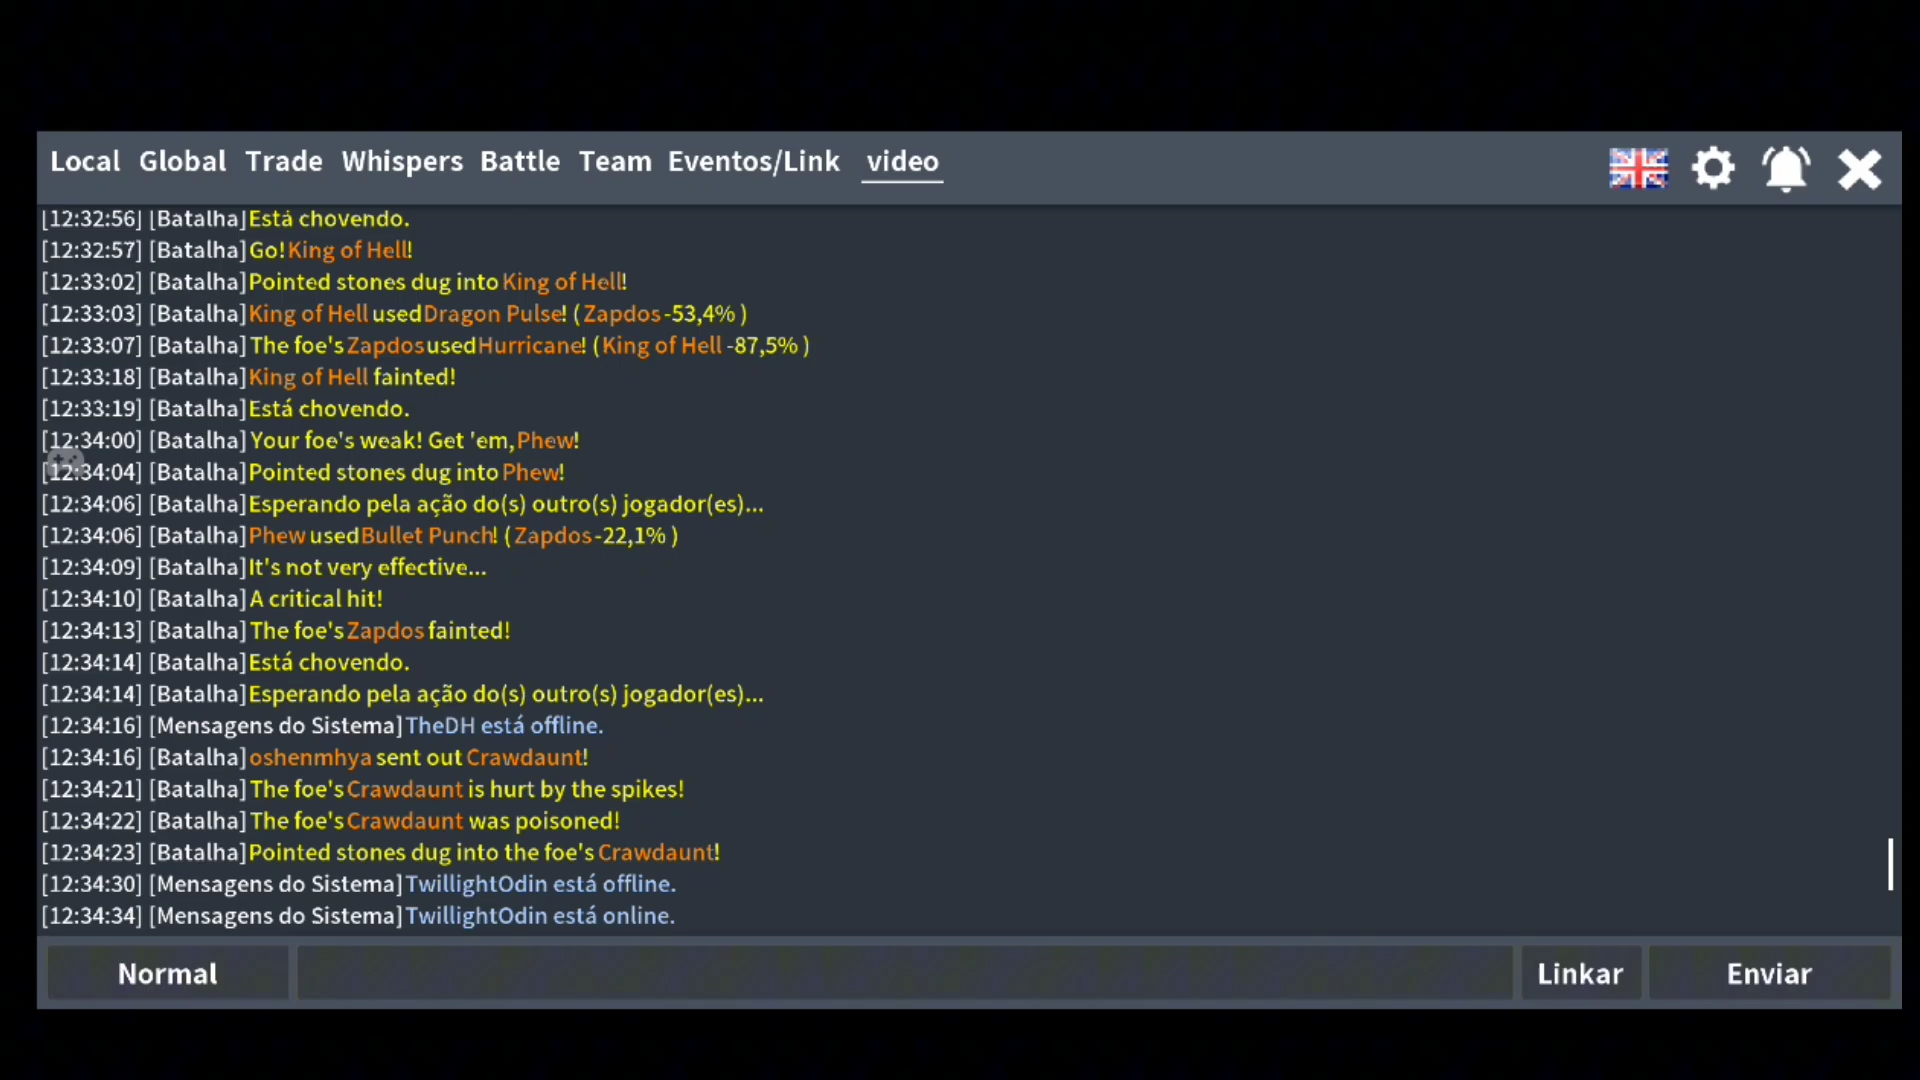 Local Global Trade Whispers Battle Team Eventos/Link video
[12:32:56] [Batalha] Está chovendo.
[12:32:57] [Batalha] Go! King of Hell!
[12:33:02] [Batalha] Pointed stones dug into King of Hell!
[12:33:03] [Batalha] King of Hell used Dragon Pulse! ( Zapdos -53,4% )
[12:33:07] [Batalha] The foe's Zapdos used Hurricane! ( King of Hell -87,5% )
[12:33:18] [Batalha] King of Hell fainted!
[12:33:19] [Batalha] Está chovendo.
[12:34:00] [Batalha] Your foe's weak! Get 'em, Phew!
[12:34:04] [Batalha] Pointed stones dug into Phew!
[12:34:06] [Batalha] Esperando pela ação do(s) outro(s) jogador(es)...
[12:34:06] [Batalha] Phew used Bullet Punch! ( Zapdos -22,1% )
[12:34:09] [Batalha] It's not very effective...
[12:34:10] [Batalha] A critical hit!
[12:34:13] [Batalha] The foe's Zapdos fainted!
[12:34:14] [Batalha] Está chovendo.
[12:34:14] [Batalha] Esperando pela ação do(s) outro(s) jogador(es)...
[12:34:16] [Mensagens do Sistema] TheDH está offline.
[12:34:16] [Batalha] oshenmhya sent out Crawdaunt!
[12:34:21] [Batalha] The foe's Crawdaunt is hurt by the spikes!
[12:34:22] [Batalha] The foe's Crawdaunt was poisoned!
[12:34:23] [Batalha] Pointed stones dug into the foe's Crawdaunt!
[12:34:30] [Mensagens do Sistema] TwillightOdin está offline.
[12:34:34] [Mensagens do Sistema] TwillightOdin está online.
Normal Linkar Enviar